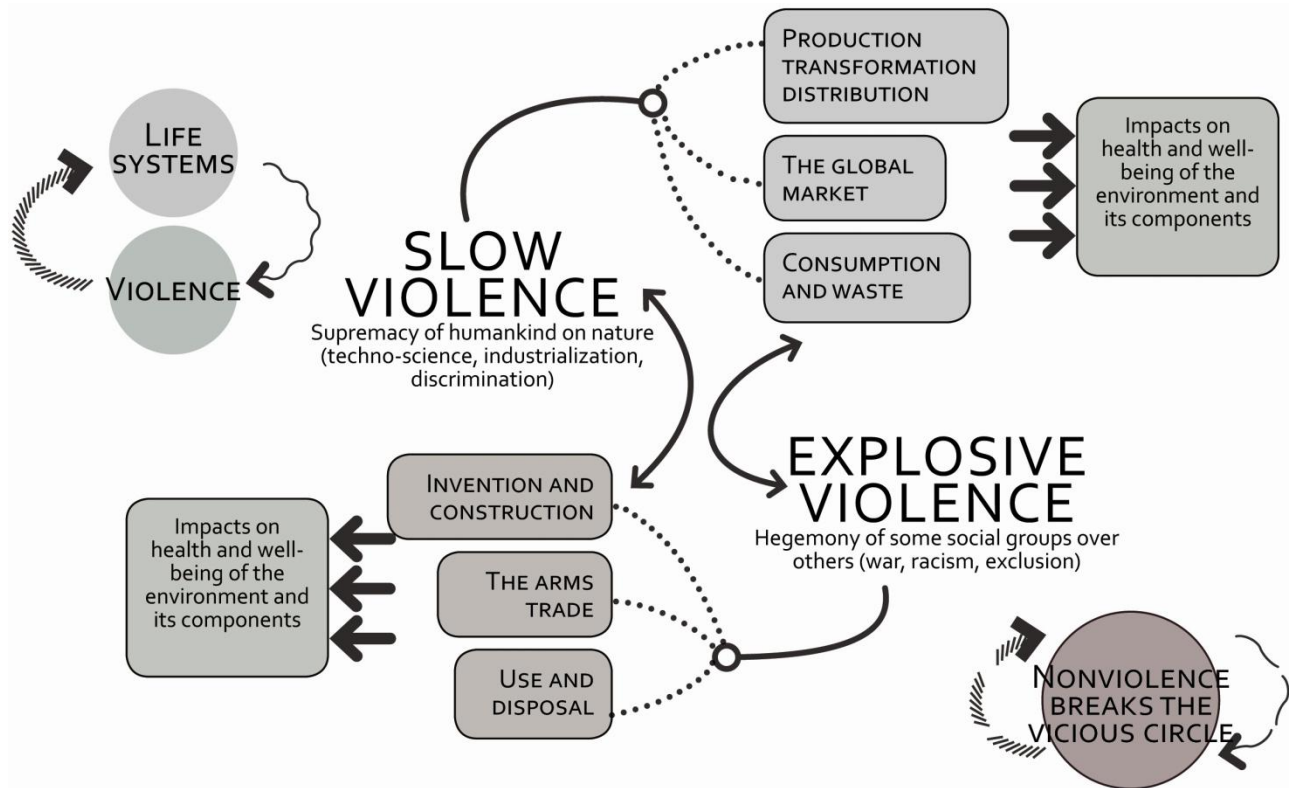 LIFE
SYSTEMS
VIOLENCE
SLOW
VIOLENCE
Supremacy of humankind on nature
(techno-science, industrialization,
discrimination)
PRODUCTION
TRANSFORMATION
DISTRIBUTION
THE GLOBAL
MARKET
CONSUMPTION
AND WASTE
Impacts on
health and well-
being of the
environment and
its components
EXPLOSIVE
VIOLENCE
Hegemony of some social groups over
others (war, racism, exclusion)
INVENTION AND
CONSTRUCTION
THE ARMS
TRADE
USE AND
DISPOSAL
Impacts on
health and well-
being of the
environment and
its components
NONVIOLENCE
BREAKS THE
VICIOUS CIRCLE